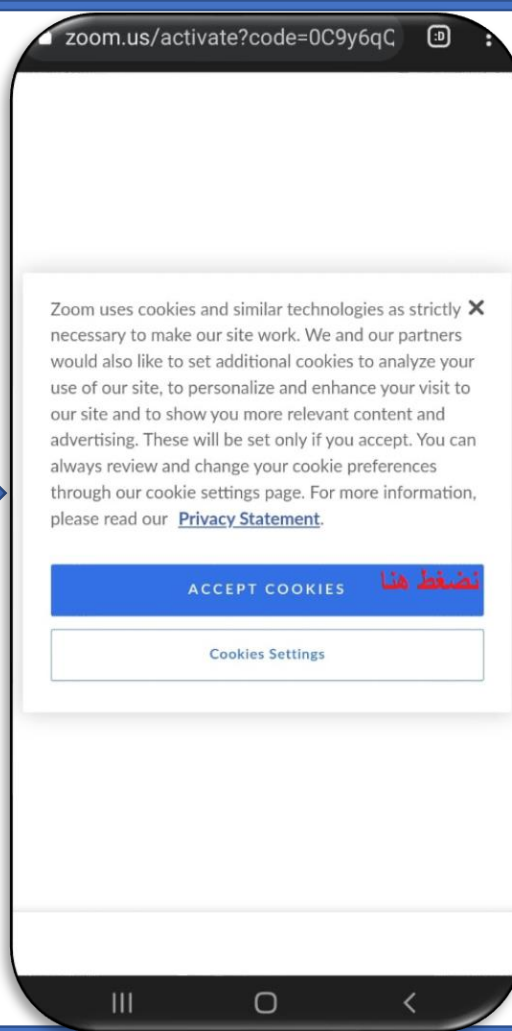 zoom.us/activate?code=0C9y6qC :D
Zoom uses cookies and similar technologies as strictly
necessary to make our site work. We and our partners
would also like to set additional cookies to analyze your
use of our site, to personalize and enhance your visit to
our site and to show you more relevant content and
advertising. These will be set only if you accept. You can
always review and change your cookie preferences
through our cookie settings page. For more information,
please read our Privacy Statement.
ACCEPT COOKIES نضغط هنا
Cookies Settings